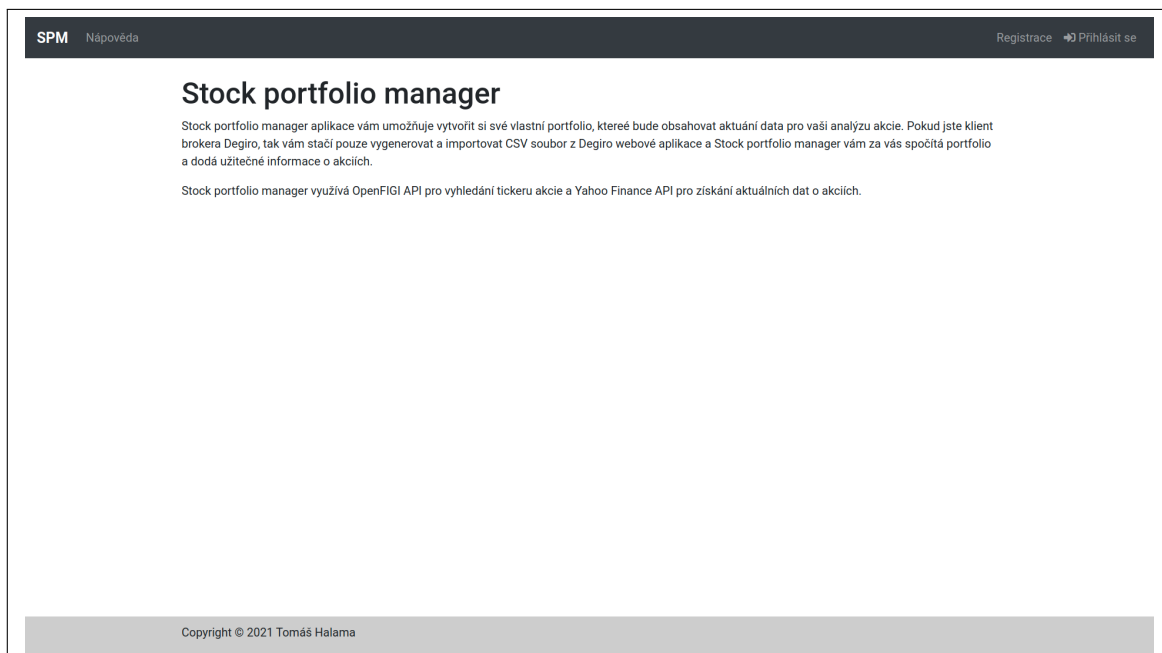 SPM Nápověda Registrace Přihlásit se
Stock portfolio manager
Stock portfolio manager aplikace vám umožňuje vytvořit si své vlastní portfolio, ktereé bude obsahovat aktuání data pro vaši analýzu akcie. Pokud jste klient
brokera Degiro, tak vám stačí pouze vygenerovat a importovat CSV soubor z Degiro webové aplikace a Stock portfolio manager vám za vás spočítá portfolio
a dodá užitečné informace o akciích.
Stock portfolio manager využívá OpenFIGI API pro vyhledání tickeru akcie a Yahoo Finance API pro získání aktuálních dat o akciích.
Copyright © 2021 Tomáš Halama